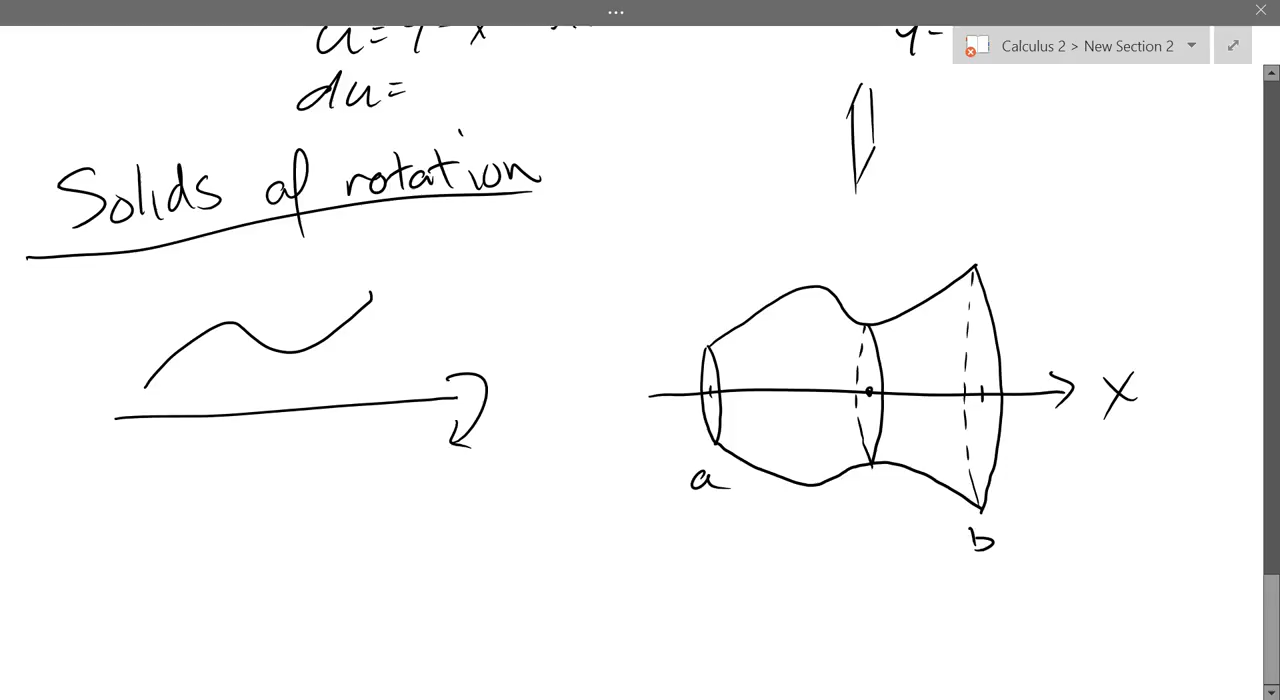 Calculus 2 > New Section 2
du=
Solids of rotation
X
a
b